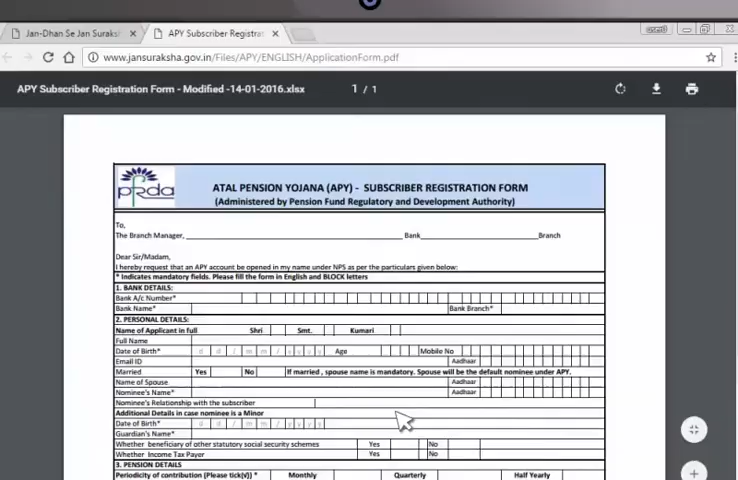 Jan-Dhan Se Jan Suraksh
APY Subscriber Registrat
www.jansuraksha.gov.in/Files/APY/ENGLISH/ApplicationForm.pdf
APY Subscriber Registration Form - Modified -14-01-2016.xlsx 1 / 1
ATAL PENSION YOJANA (APY) - SUBSCRIBER REGISTRATION FORM
(Administered by Pension Fund Regulatory and Development Authority)
To,
The Branch Manager, Bank Branch
Dear Sir/Madam,
I hereby request that an APY account be opened in my name under NPS as per the particulars given below:
* Indicates mandatory fields. Please fill the form in English and BLOCK letters
1. BANK DETAILS:
Bank A/c Number*
Bank Name* Bank Branch*
2. PERSONAL DETAILS:
Name of Applicant in full Shri Smt. Kumari
Full Name
Date of Birth* d d / m m / y y y y Age Mobile No
Email ID Aadhaar
Married Yes No If married, spouse name is mandatory. Spouse will be the default nominee under APY.
Name of Spouse Aadhaar
Nominee's Name* Aadhaar
Nominee's Relationship with the subscriber
Additional Details in case nominee is a Minor
Date of Birth* d d / m m / y y y y
Guardian's Name*
Whether beneficiary of other statutory social security schemes Yes No
Whether Income Tax Payer Yes No
3. PENSION DETAILS
Periodicity of contribution (Please tick(√)) * Monthly Quarterly Half Yearly